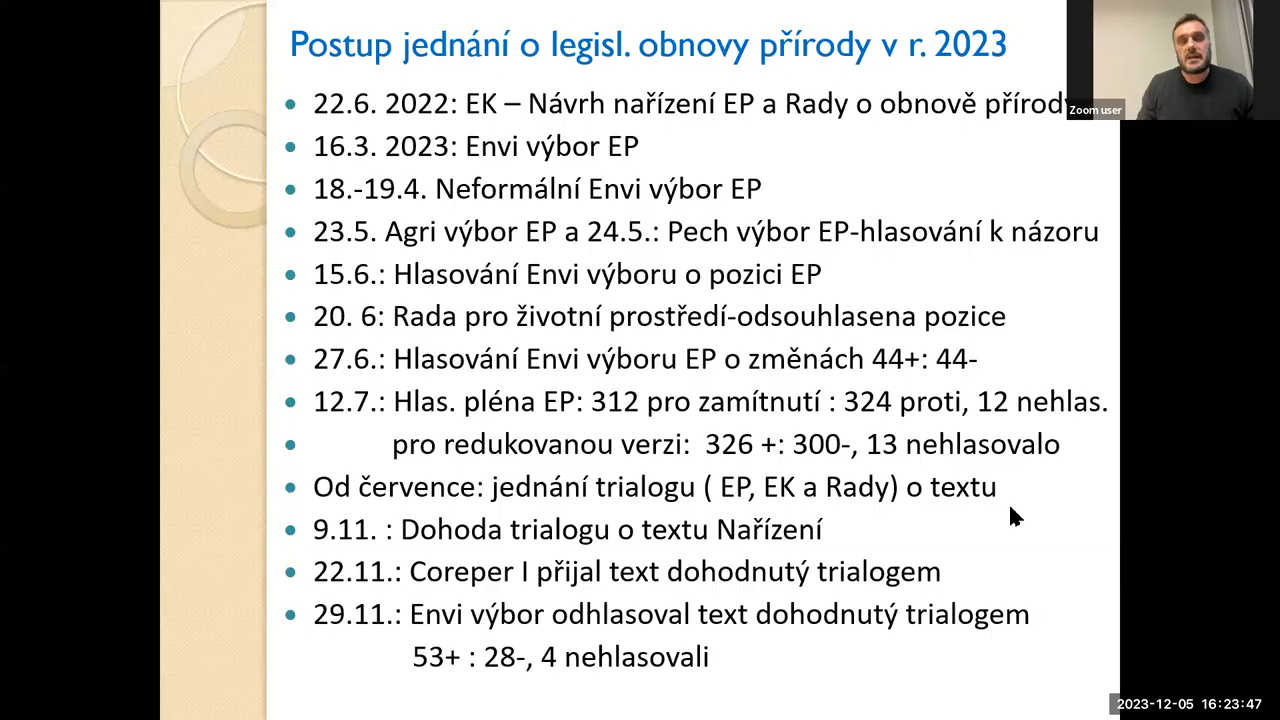 Postup jednání o legisl. obnovy přírody v r. 2023
22.6. 2022: EK – Návrh nařízení EP a Rady o obnově přírody
Zoom user
16.3. 2023: Envi výbor EP
18.-19.4. Neformální Envi výbor EP
23.5. Agri výbor EP a 24.5.: Pech výbor EP-hlasování k názoru
15.6.: Hlasování Envi výboru o pozici EP
20. 6: Rada pro životní prostředí-odsouhlasena pozice
27.6.: Hlasování Envi výboru EP o změnách 44+: 44-
12.7.: Hlas. pléna EP: 312 pro zamítnutí : 324 proti, 12 nehlas.
pro redukovanou verzi: 326 +: 300-, 13 nehlasovalo
Od července: jednání trialogu ( EP, EK a Rady) o textu
9.11. : Dohoda trialogu o textu Nařízení
22.11.: Coreper I přijal text dohodnutý trialogem
29.11.: Envi výbor odhlasoval text dohodnutý trialogem
53+ : 28-, 4 nehlasovali
2023-12-05 16:23:47